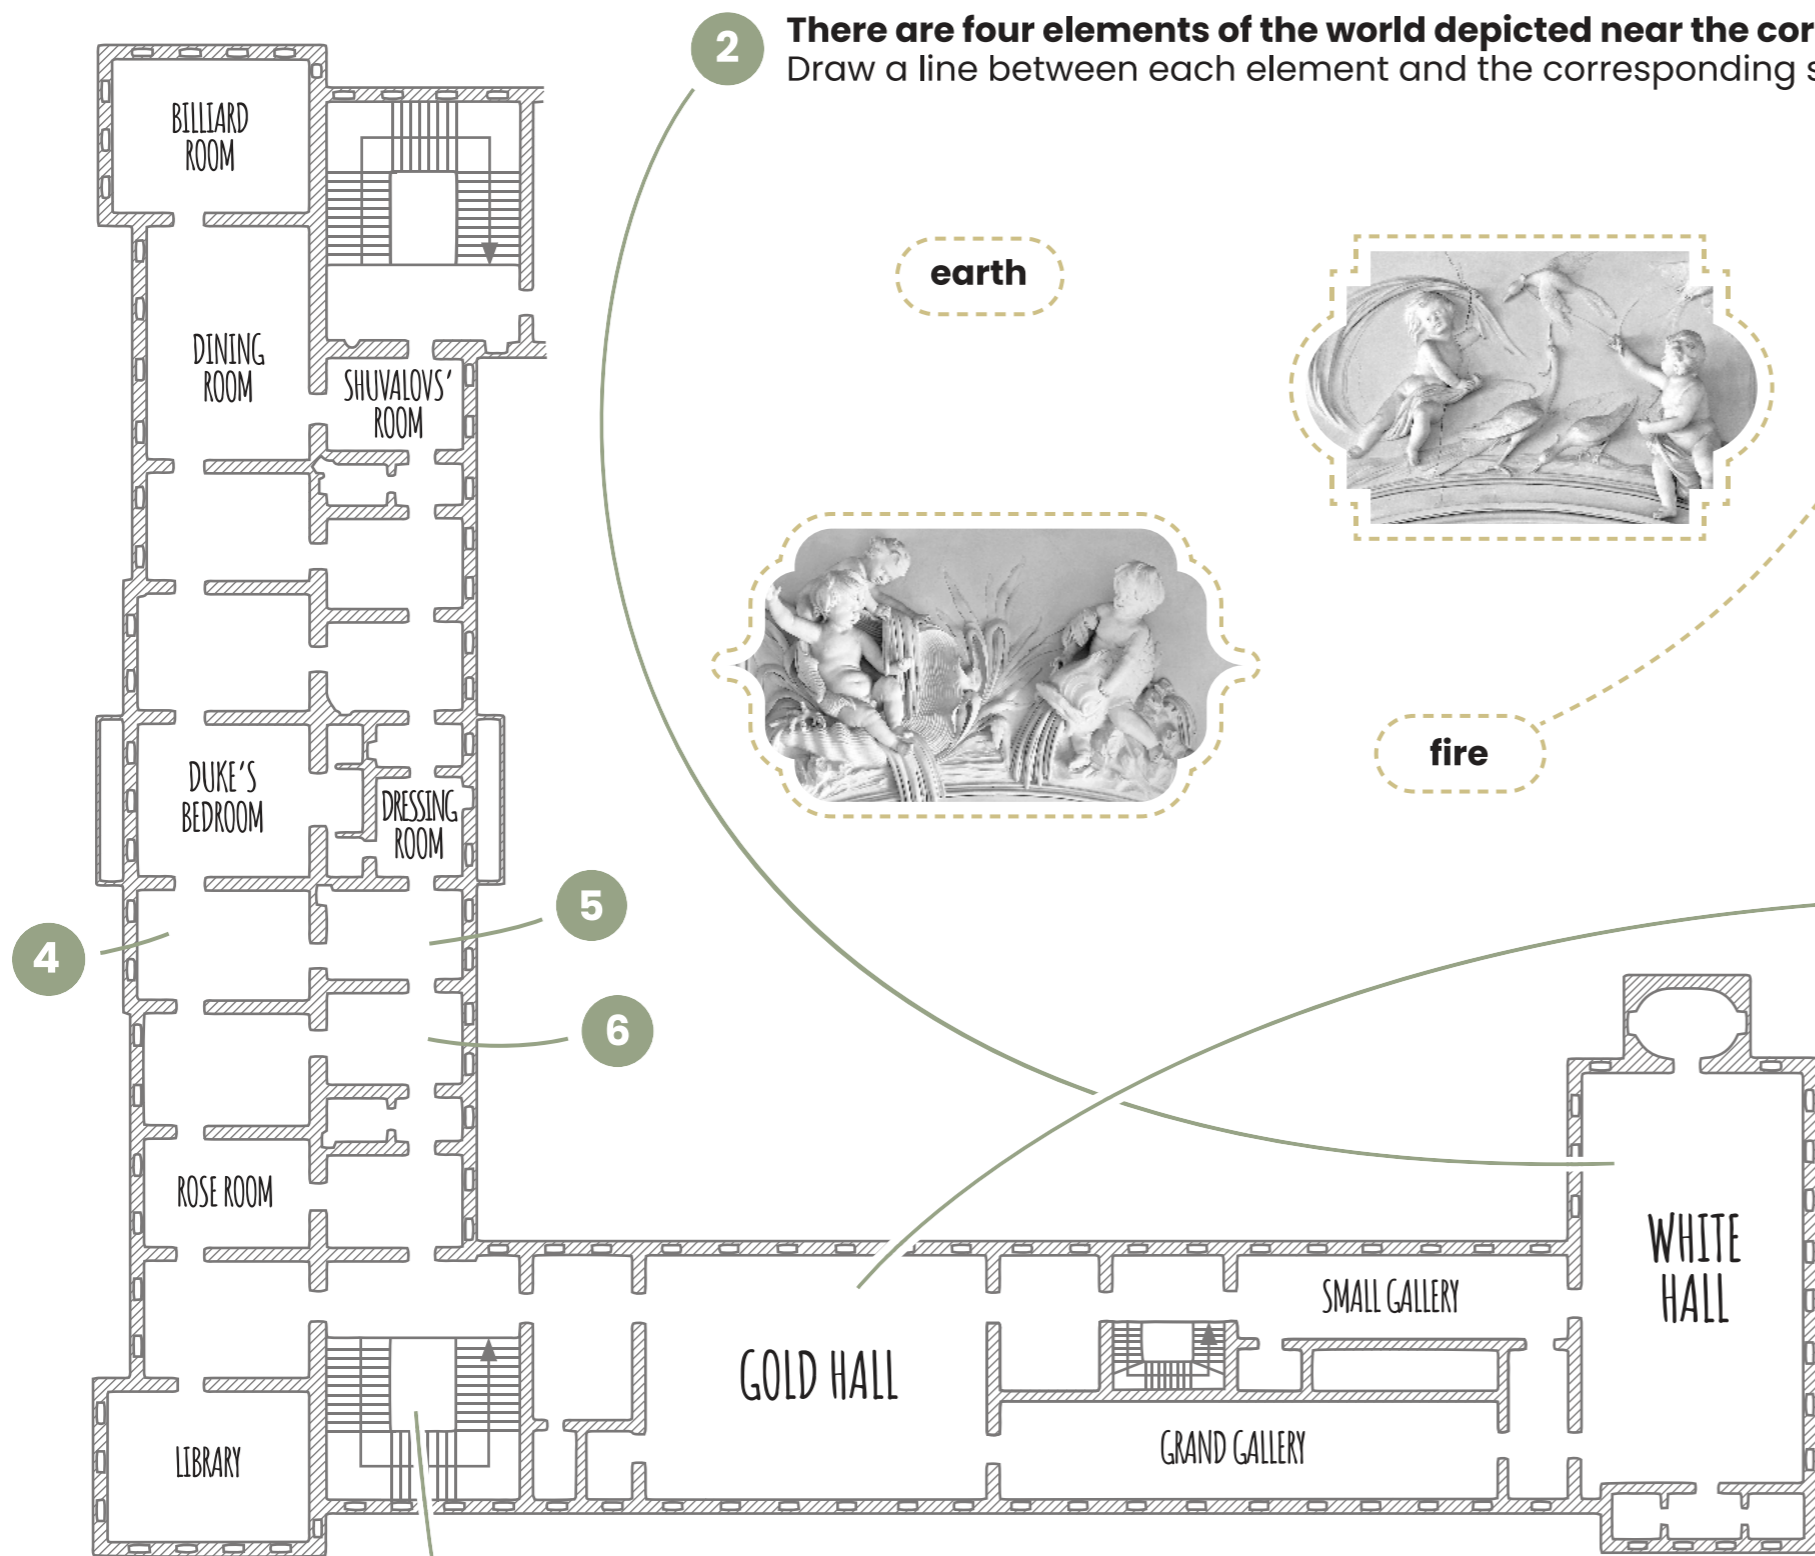 2
There are four elements of the world depicted near the cor
Draw a line between each element and the corresponding s
BILLIARD
ROOM
earth
DINING
ROOM
SHUVALOVS'
ROOM
fire
DUKE'S
BEDROOM
DRESSING
ROOM
5
4
6
ROSE ROOM
WHITE
HALL
SMALL GALLERY
GOLD HALL
GRAND GALLERY
LIBRARY